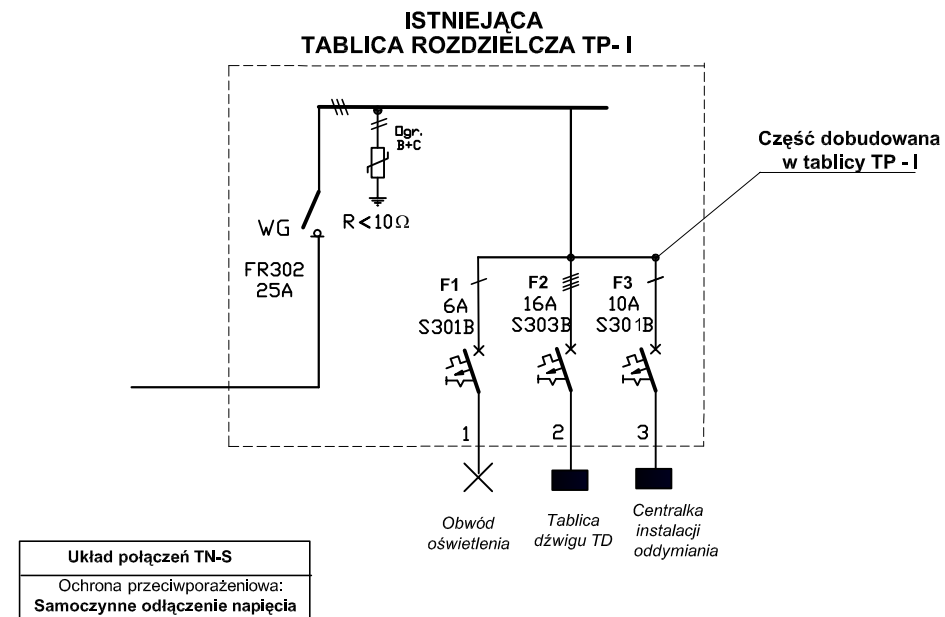 ISTNIEJĄCA
TABLICA ROZDZIELCZA TP- I
Ogr.
B+C
R<10Ω
WG
FR302
25A
Część dobudowana
w tablicy TP - I
F1
6A
S301B
F2
16A
S303B
F3
10A
S301B
1
2
3
Obwód
oświetlenia
Tablica
dźwigu TD
Centralka
instalacji
oddymiania
Układ połączeń TN-S
Ochrona przeciwporażeniowa:
Samoczynne odłączenie napięcia